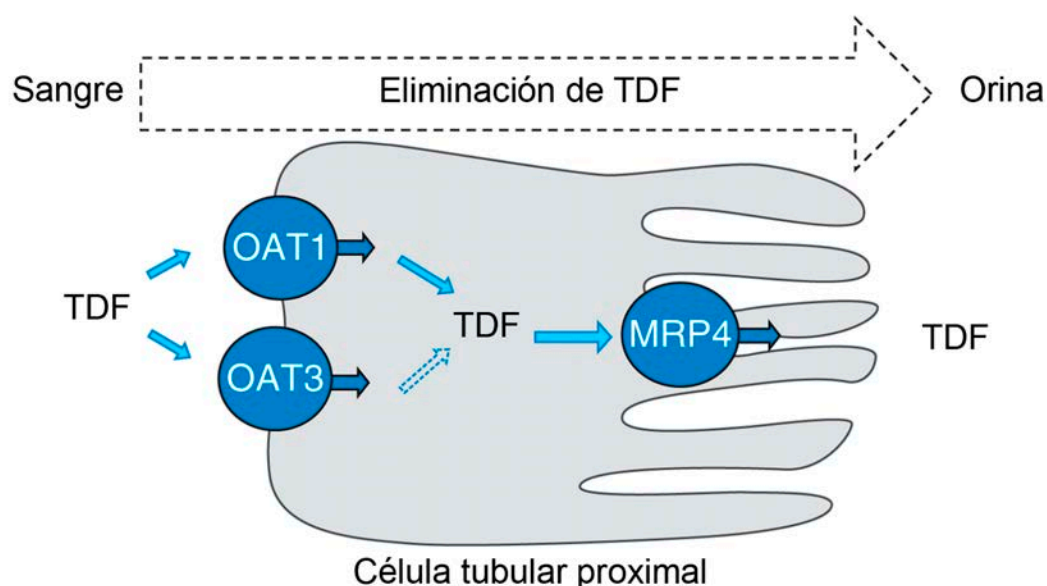 Sangre
Eliminación de TDF
Orina
OAT1
TDF
OAT3
TDF
MRP4
TDF
Célula tubular proximal